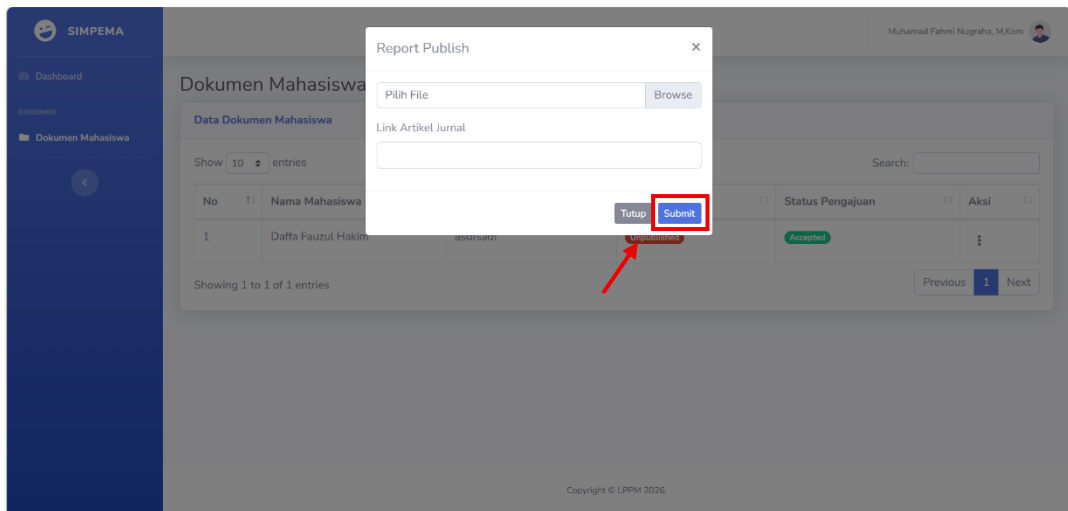 SIMPEMA
Muhamad Fahmi Nugraha, M,Kom
Dashboard
DOKUMEN
Dokumen Mahasiswa
Dokumen Mahasiswa
Data Dokumen Mahasiswa
Show 10 entries
Search:
No Nama Mahasiswa Status Pengajuan Aksi
1 Daffa Fauzul Hakim Unpublished Accepted
Showing 1 to 1 of 1 entries
Previous 1 Next
Report Publish ×
Pilih File Browse
Link Artikel Jurnal
Tutup Submit
Copyright © LPPM 2026.